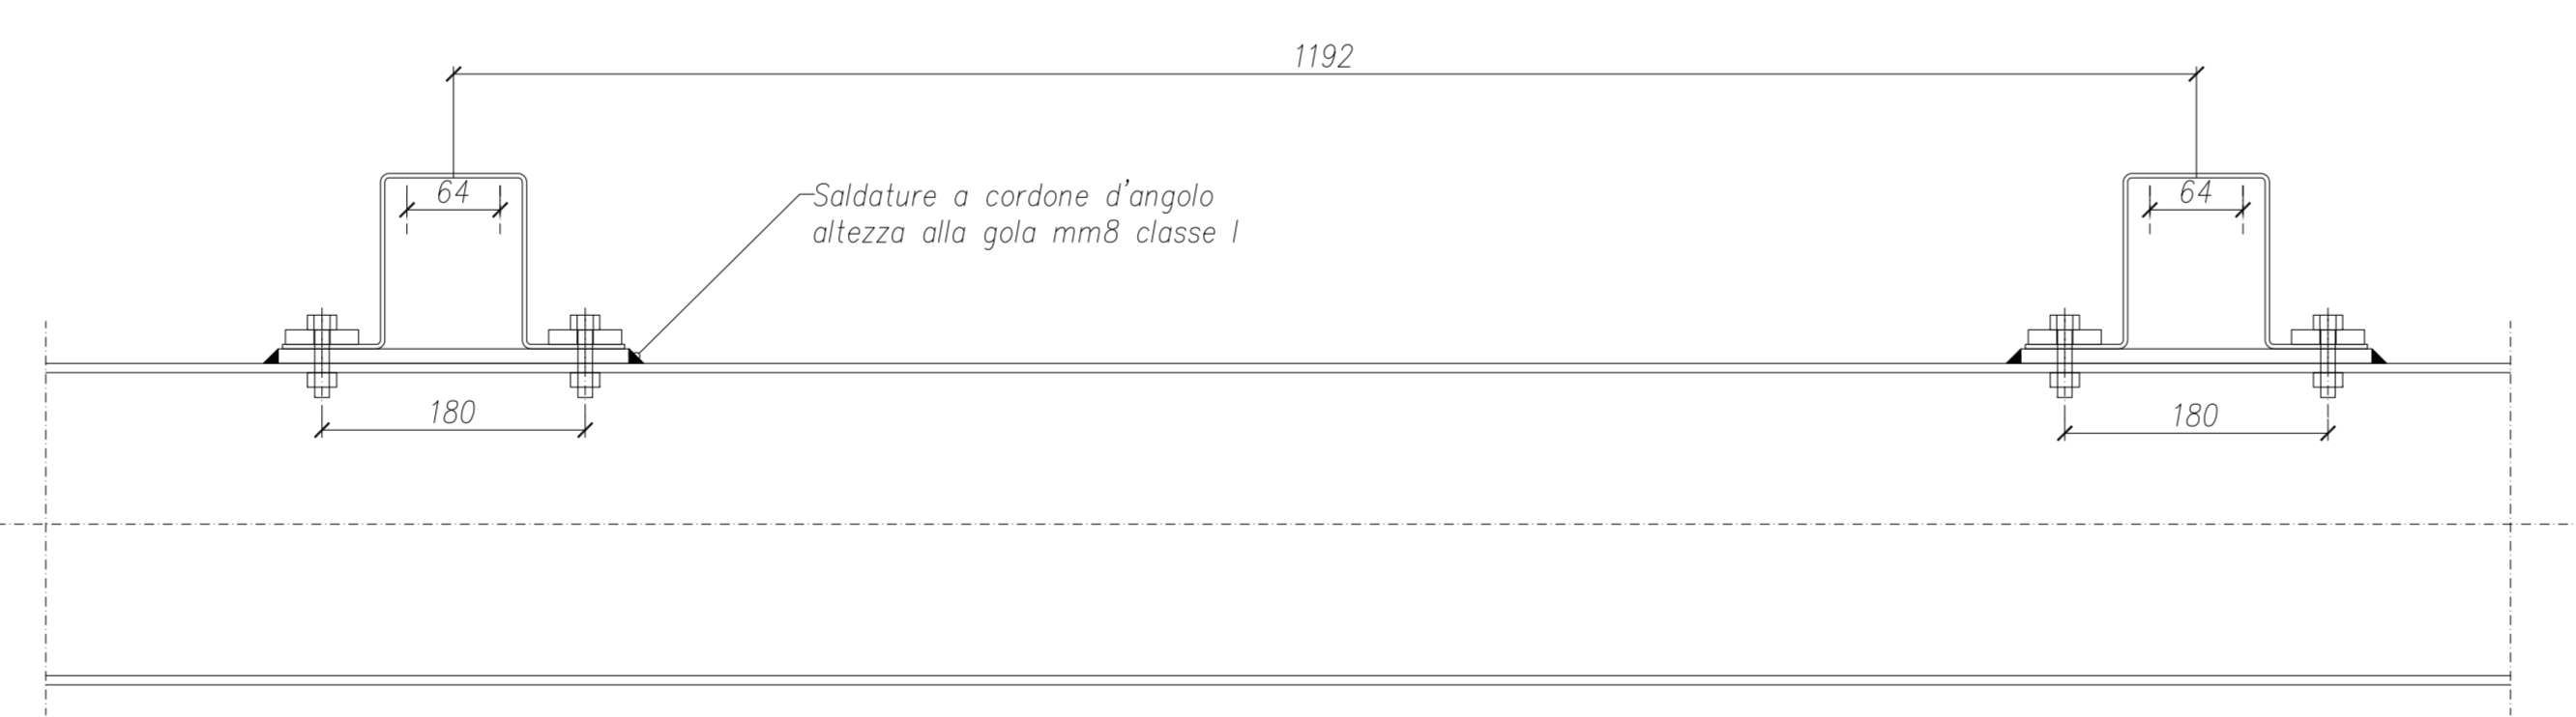 1192
64
64
Saldature a cordone d'angolo
altezza alla gola mm8 classe I
180
180